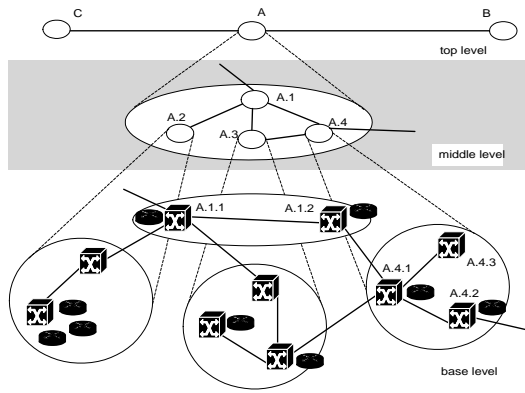 C
A
B
top level
A.1
A.2
A.3
A.4
middle level
A.1.1
A.1.2
A.4.1
A.4.3
A.4.2
base level